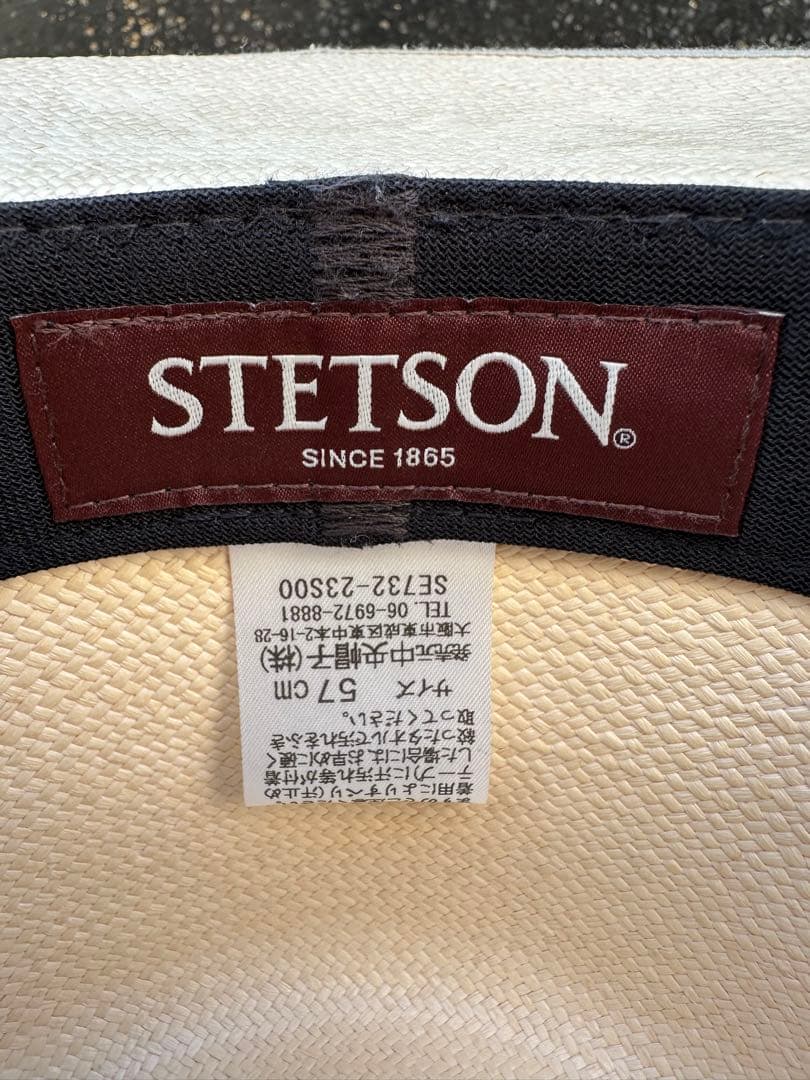 STETSON®
SINCE 1865
着用によりすべり(汗止め
テープ)に汗汚れ等が付着
した場合にはお早めに硬く
絞ったタオルで汚れをふき
取ってください。
サイズ 57cm
発売元中央帽子(株)
大阪市東成区東中本2-16-28
TEL. 06-6972-8881
SE732-23S00